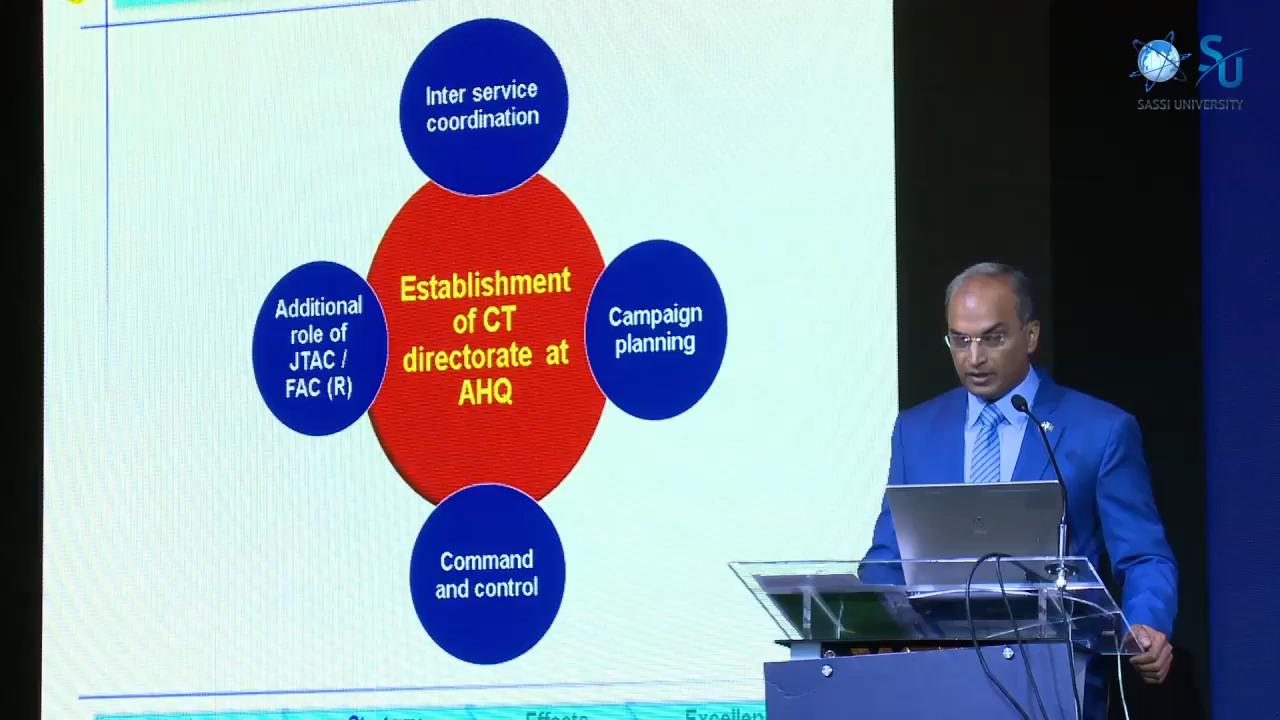 Inter service
coordination
Additional
role of
JTAC /
FAC (R)
Establishment
of CT
directorate at
AHQ
Campaign
planning
Command
and control
SU
SASSI UNIVERSITY